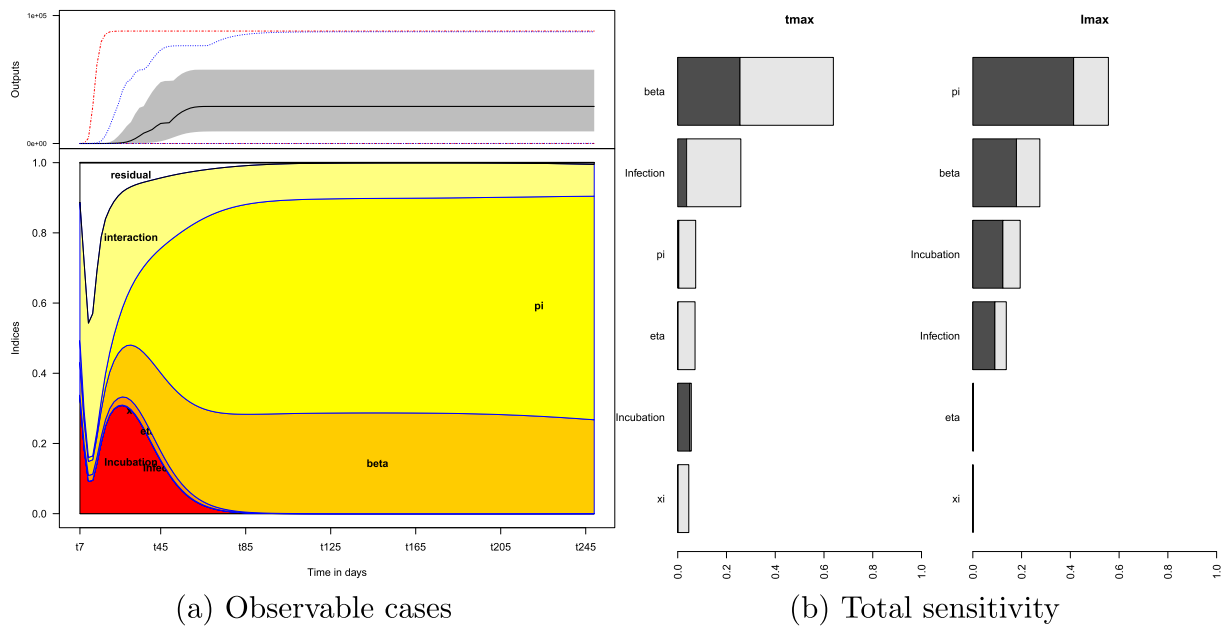 1e+05
Outputs
0e+00
1.0
residual
0.8
interaction
0.6
pi
Indices
0.4
0.2
beta
incubation
0.0
t7 t45 t85 t125 t165 t205 t245
Time in days
(a) Observable cases
tmax
beta
Infection
pi
eta
Incubation
xi
0.0 0.2 0.4 0.6 0.8 1.0
Imax
pi
beta
Incubation
Infection
eta
xi
0.0 0.2 0.4 0.6 0.8 1.0
(b) Total sensitivity